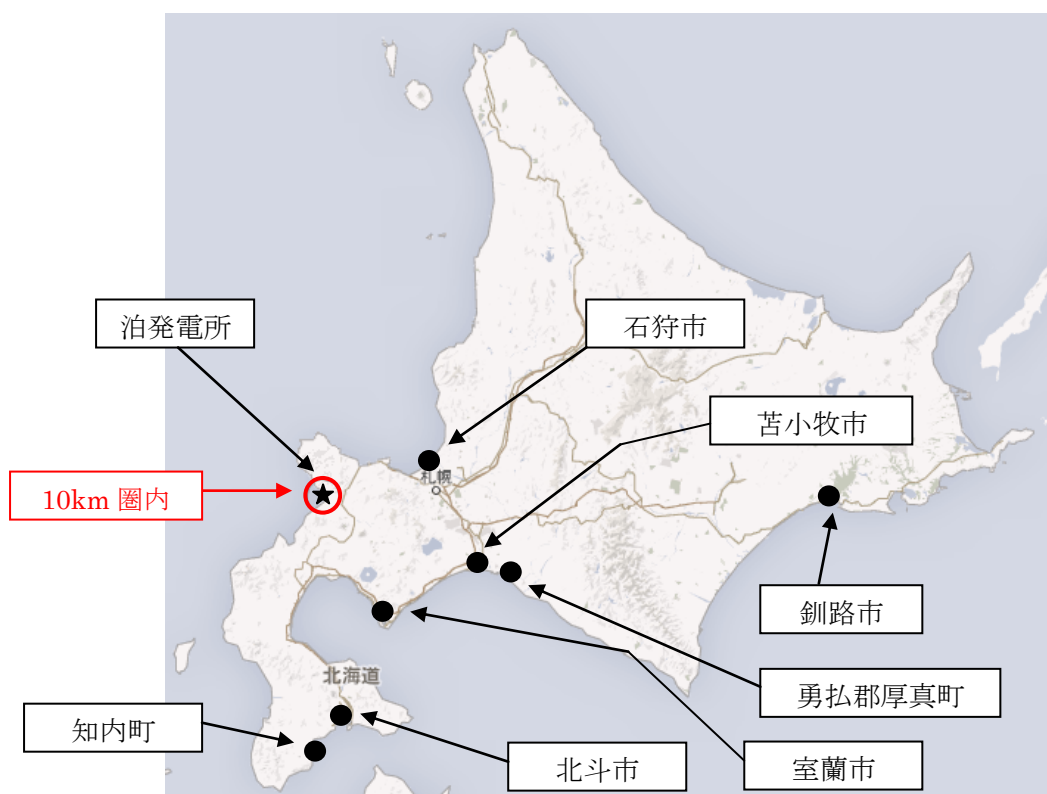 泊発電所
石狩市
苫小牧市
札幌
10km 圏内
釧路市
北海道
勇払郡厚真町
知内町
北斗市
室蘭市